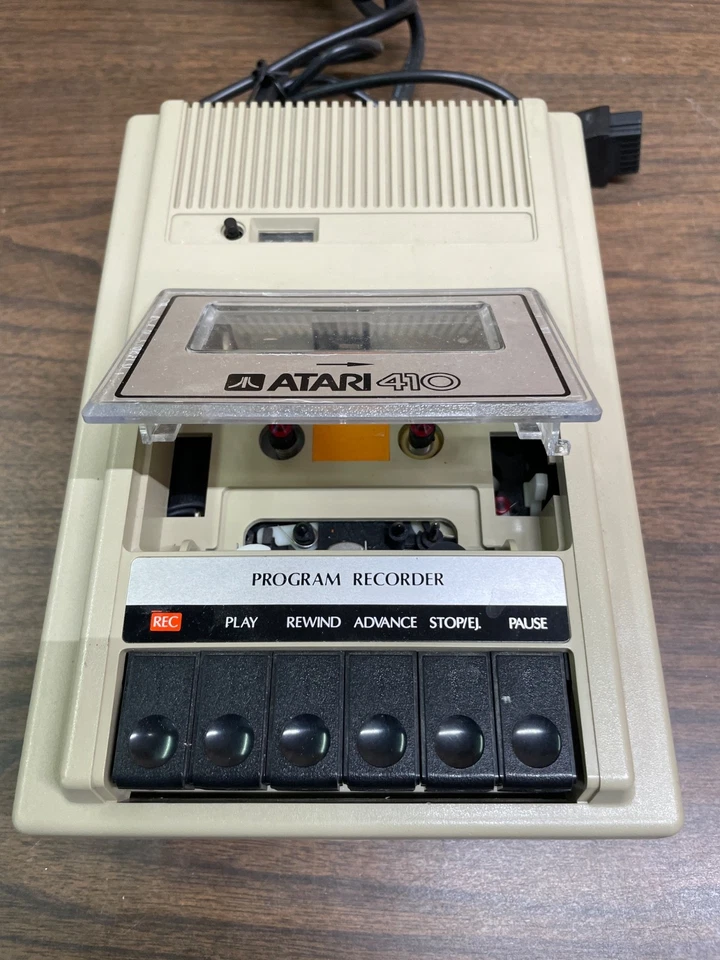 ATARI 410
PROGRAM RECORDER
REC PLAY REWIND ADVANCE STOP/EJ. PAUSE